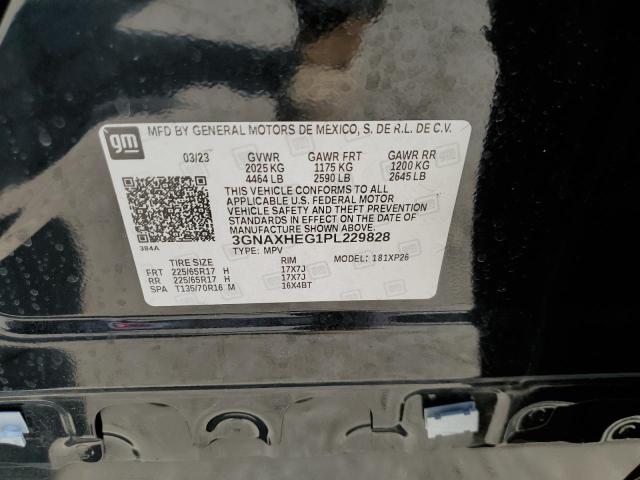 gm MFD BY GENERAL MOTORS DE MEXICO, S. DE R.L. DE C.V.
03/23 GVWR GAWR FRT GAWR RR
2025 KG 1175 KG 1200 KG
4464 LB 2590 LB 2645 LB
THIS VEHICLE CONFORMS TO ALL
APPLICABLE U.S. FEDERAL MOTOR
VEHICLE SAFETY AND THEFT PREVENTION
STANDARDS IN EFFECT ON THE DATE OF
MANUFACTURE SHOWN ABOVE.
3GNAXHEG1PL229828
384A TYPE: MPV MODEL: 181XP26
TIRE SIZE RIM
FRT 225/65R17 H 17X7J
RR 225/65R17 H 17X7J
SPA T135/70R16 M 16X4BT